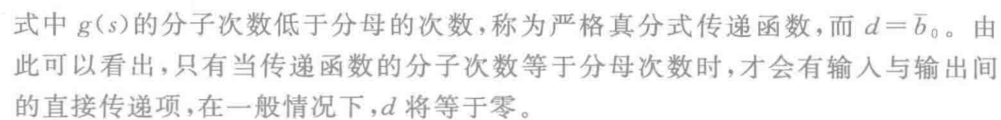 式中 g(s)的分子次数低于分母的次数,称为严格真分式传递函数,而 d=b̄₀。由
此可以看出,只有当传递函数的分子次数等于分母次数时,才会有输入与输出间
的直接传递项,在一般情况下,d 将等于零。